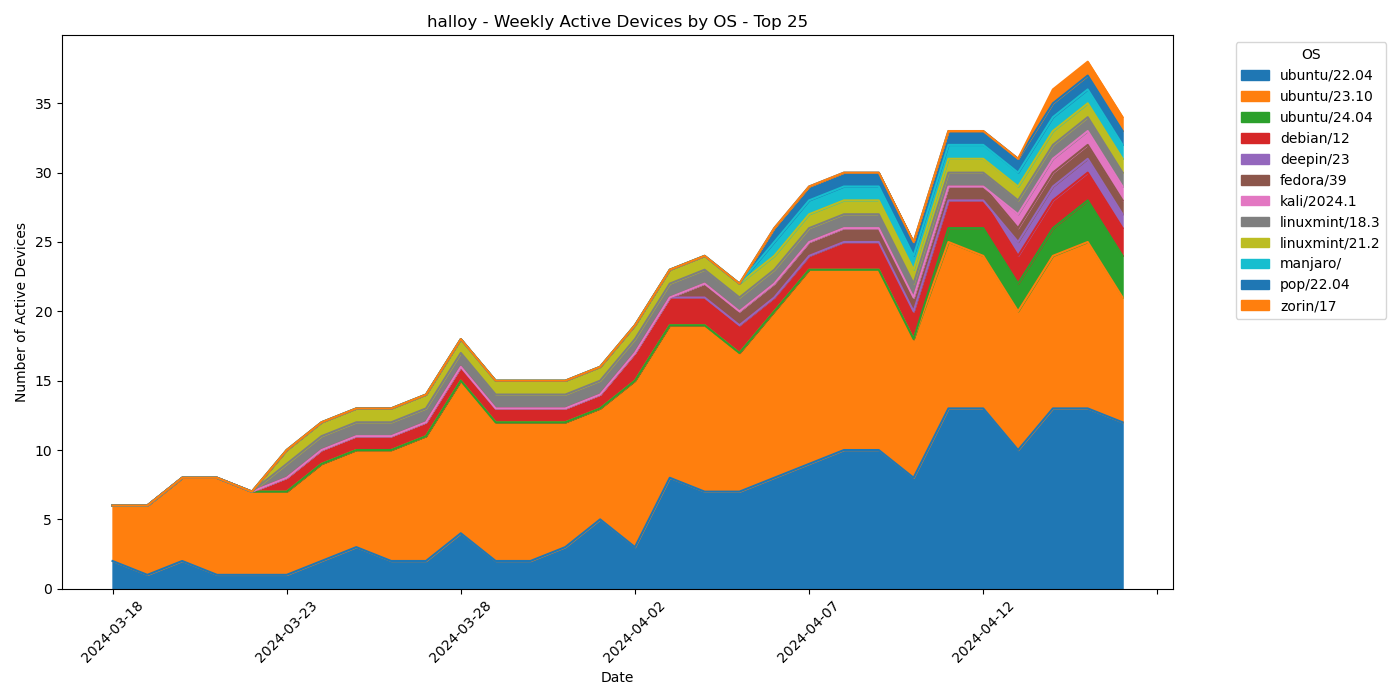 halloy - Weekly Active Devices by OS - Top 25
OS
ubuntu/22.04
ubuntu/23.10
ubuntu/24.04
debian/12
deepin/23
fedora/39
kali/2024.1
linuxmint/18.3
linuxmint/21.2
manjaro/
pop/22.04
zorin/17
Number of Active Devices
35
30
25
20
15
10
5
0
2024-03-18
2024-03-23
2024-03-28
2024-04-02
2024-04-07
2024-04-12
Date